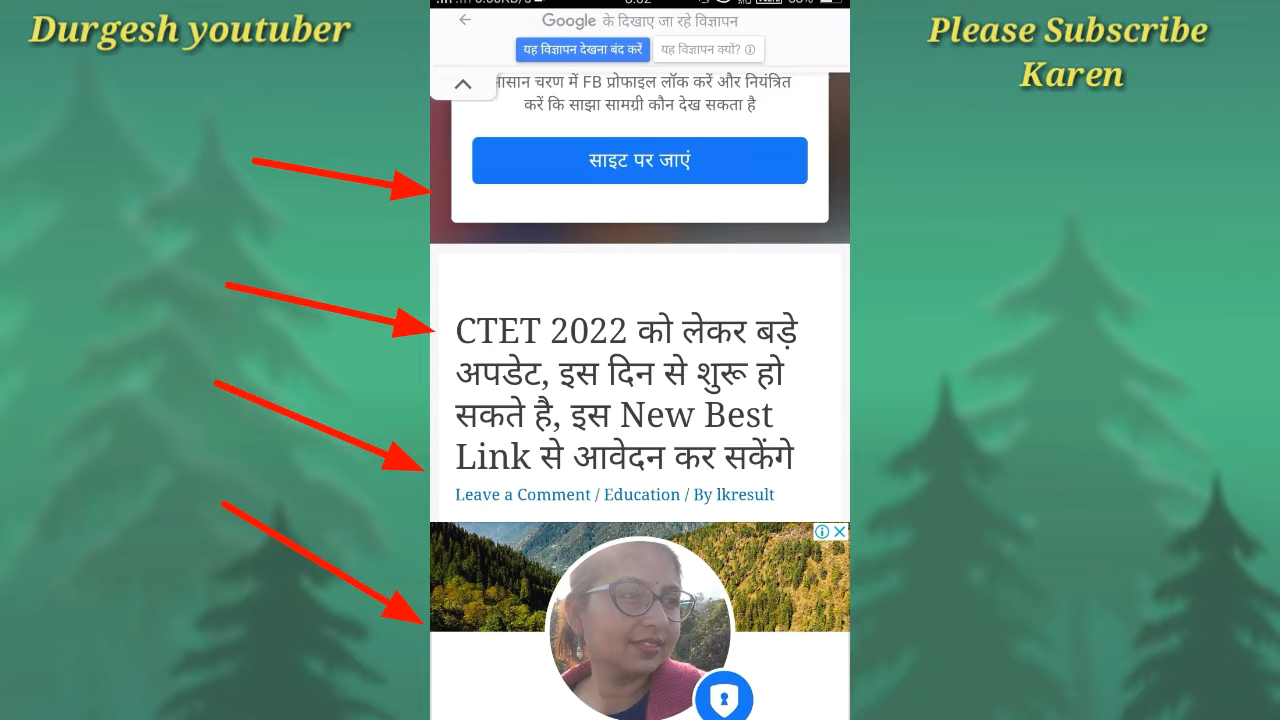 Durgesh youtuber
Please Subscribe
Karen
Google के दिखाए जा रहे विज्ञापन
यह विज्ञापन देखना बंद करें
यह विज्ञापन क्यों?
आसान चरण में FB प्रोफाइल लॉक करें और नियंत्रित
करें कि साझा सामग्री कौन देख सकता है
साइट पर जाएं
CTET 2022 को लेकर बड़े
अपडेट, इस दिन से शुरू हो
सकते है, इस New Best
Link से आवेदन कर सकेंगे
Leave a Comment / Education / By lkresult